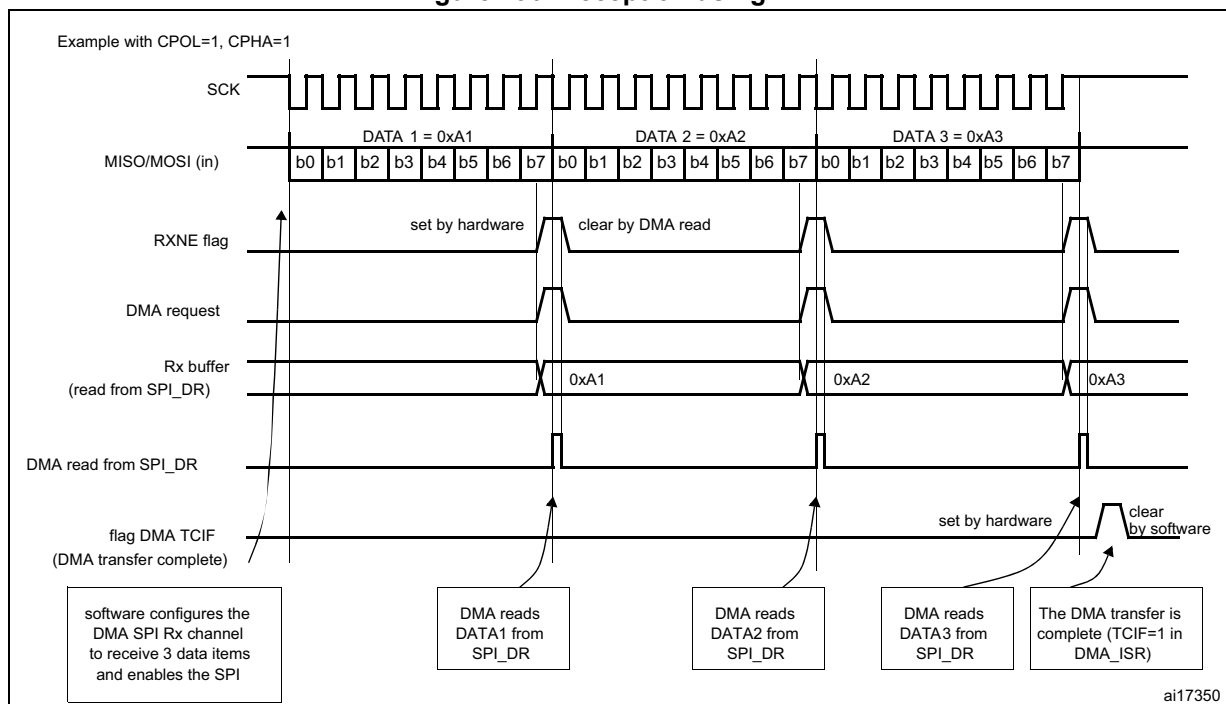 Example with CPOL=1, CPHA=1
SCK
DATA 1 = 0xA1
DATA 2 = 0xA2
DATA 3 = 0xA3
MISO/MOSI (in)
b0 b1 b2 b3 b4 b5 b6 b7 b0 b1 b2 b3 b4 b5 b6 b7 b0 b1 b2 b3 b4 b5 b6 b7
set by hardware
clear by DMA read
RXNE flag
DMA request
Rx buffer
(read from SPI_DR)
0xA1
0xA2
0xA3
DMA read from SPI_DR
flag DMA TCIF
(DMA transfer complete)
set by hardware
clear
by software
software configures the
DMA SPI Rx channel
to receive 3 data items
and enables the SPI
DMA reads
DATA1 from
SPI_DR
DMA reads
DATA2 from
SPI_DR
DMA reads
DATA3 from
SPI_DR
The DMA transfer is
complete (TCIF=1 in
DMA_ISR)
ai17350